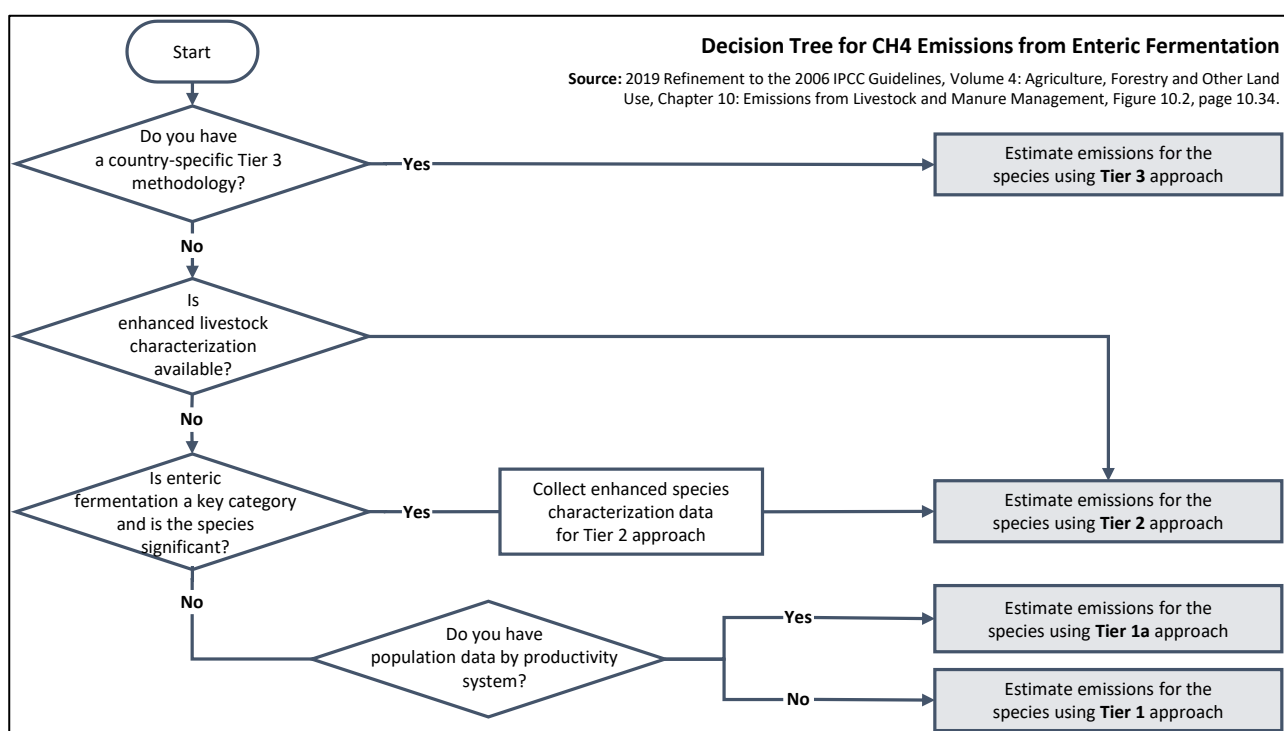 Start
Decision Tree for CH4 Emissions from Enteric Fermentation
Source: 2019 Refinement to the 2006 IPCC Guidelines, Volume 4: Agriculture, Forestry and Other Land
Use, Chapter 10: Emissions from Livestock and Manure Management, Figure 10.2, page 10.34.
Do you have
a country-specific Tier 3
methodology?
Yes
Estimate emissions for the
species using Tier 3 approach
No
Is
enhanced livestock
characterization
available?
No
Is enteric
fermentation a key category
and is the species
significant?
Yes
Collect enhanced species
characterization data
for Tier 2 approach
Estimate emissions for the
species using Tier 2 approach
No
Do you have
population data by productivity
system?
Yes
Estimate emissions for the
species using Tier 1a approach
No
Estimate emissions for the
species using Tier 1 approach